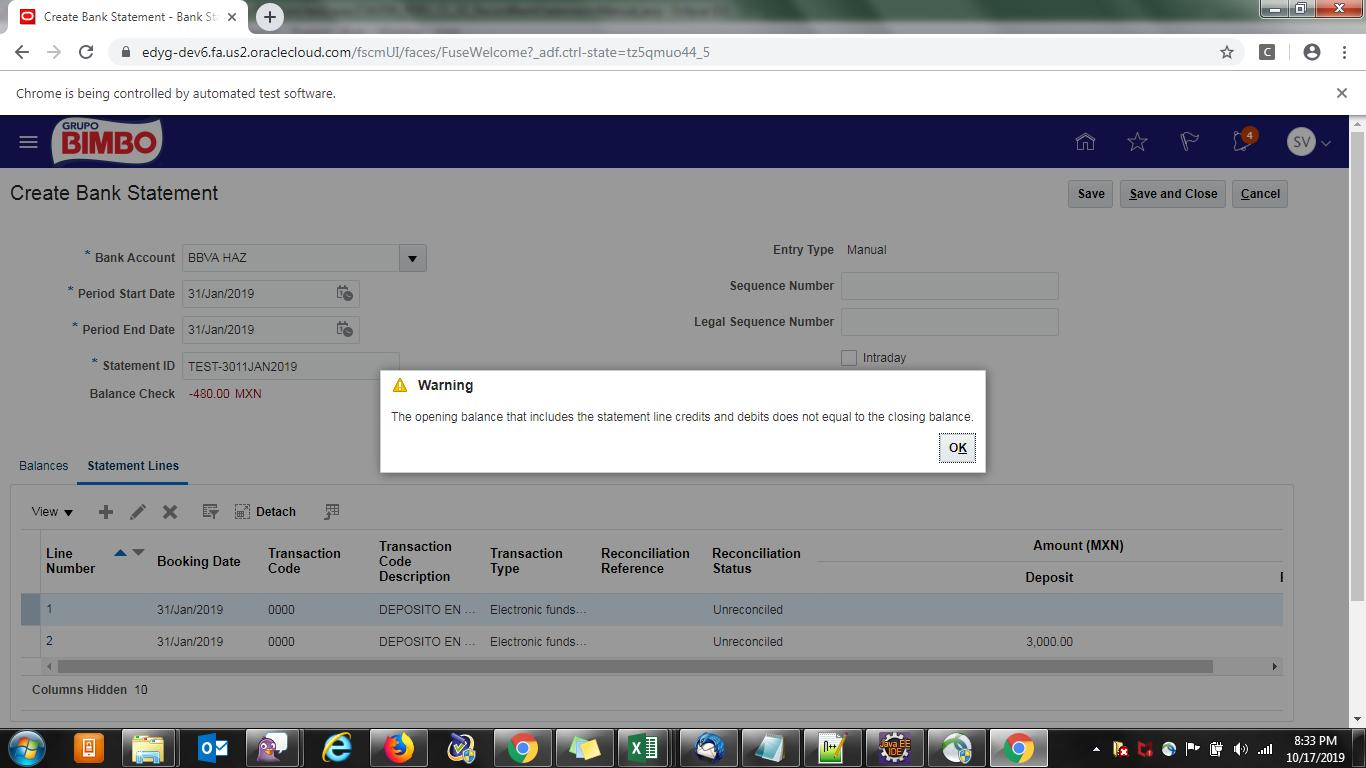 Create Bank Statement - Bank Sta
edyg-dev6.fa.us2.oraclecloud.com/fscmUI/faces/FuseWelcome?_adf.ctrl-state=tz5qmuo44_5
C
Chrome is being controlled by automated test software.
GRUPO
BIMBO
4
SV
Create Bank Statement
Save
Save and Close
Cancel
* Bank Account BBVA HAZ
Entry Type Manual
* Period Start Date 31/Jan/2019
Sequence Number
* Period End Date 31/Jan/2019
Legal Sequence Number
* Statement ID TEST-3011JAN2019
Intraday
Balance Check -480.00 MXN
Warning
The opening balance that includes the statement line credits and debits does not equal to the closing balance.
OK
Balances
Statement Lines
View
Detach
Line Number
Booking Date
Transaction Code
Transaction Code Description
Transaction Type
Reconciliation Reference
Reconciliation Status
Amount (MXN)
Deposit
1 31/Jan/2019 0000 DEPOSITO EN ... Electronic funds... Unreconciled
2 31/Jan/2019 0000 DEPOSITO EN ... Electronic funds... Unreconciled 3,000.00
Columns Hidden 10
Java EE
IDE
8:33 PM
10/17/2019